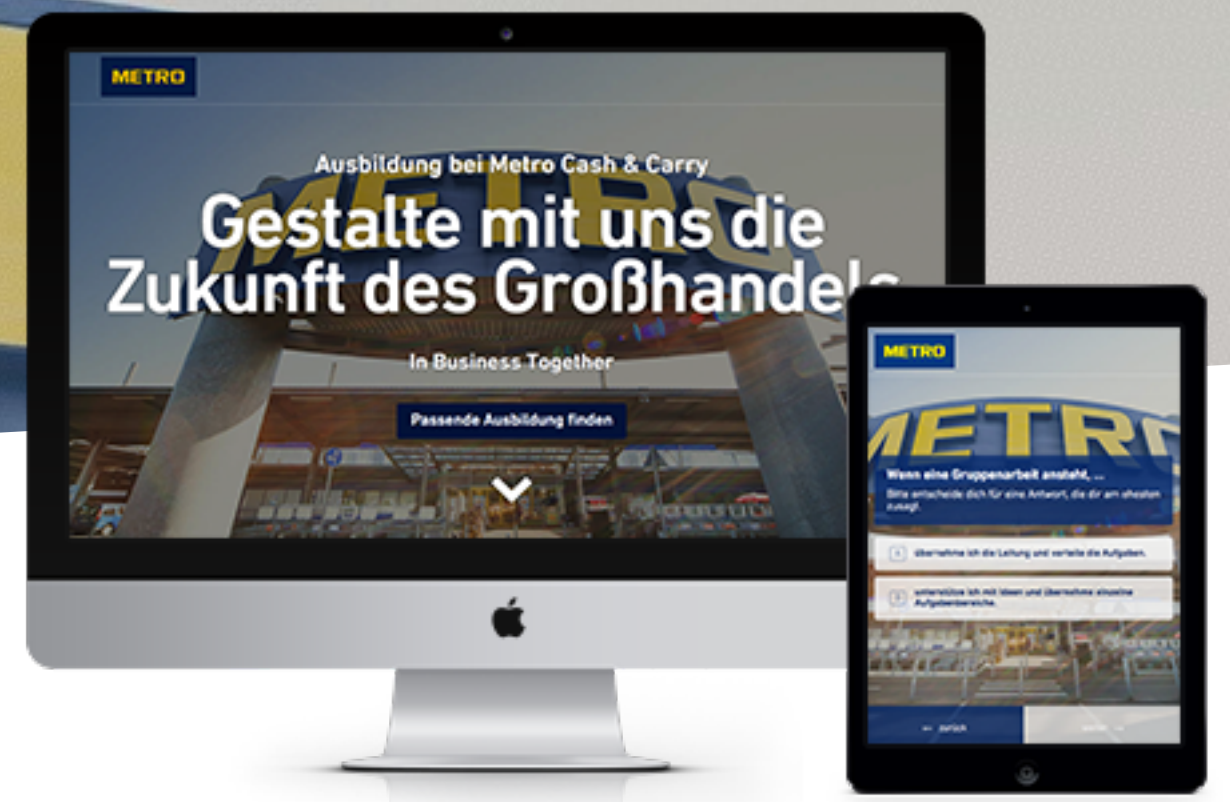 METRO
Ausbildung bei Metro Cash & Carry
METRO
Gestalte mit uns die
Zukunft des Großhandels
In Business Together
Passende Ausbildung finden
METRO
METRO
Wenn eine Gruppenarbeit ansteht, ...
Bitte entscheide dich für eine Antwort, die dir am ehesten
zusagt.
übernehme ich die Leitung und verteile die Aufgaben.
unterstütze ich mit Ideen und übernehme einzelne
Aufgabenbereiche.
← zurück